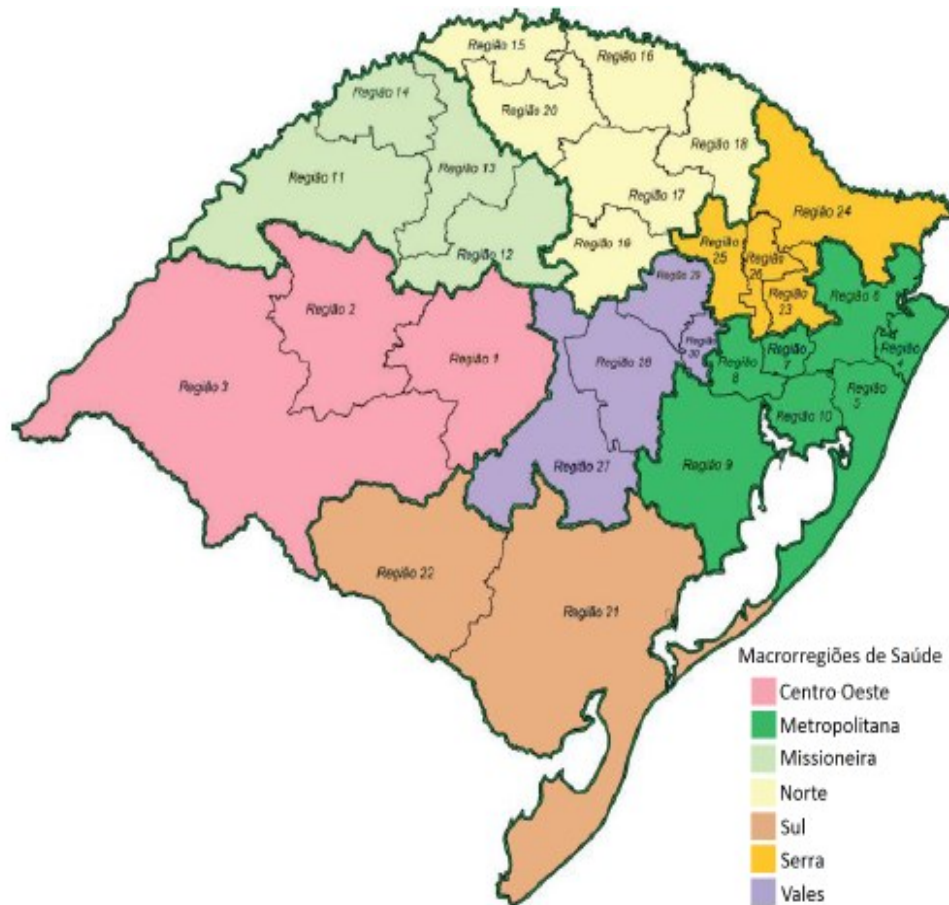 Região 15
Região 16
Região 14
Região 20
Região 18
Região 13
Região 11
Região 17
Região 24
Região 12
Região 19
Região
25
Região
26
Região 29
Região
23
Região 6
Região 2
Região 1
Região 28
Região
30
Região
7
Região
8
Região
4
Região
5
Região 3
Região 10
Região 27
Região 9
Região 22
Região 21
Macrorregiões de Saúde
Centro Oeste
Metropolitana
Missioneira
Norte
Sul
Serra
Vales